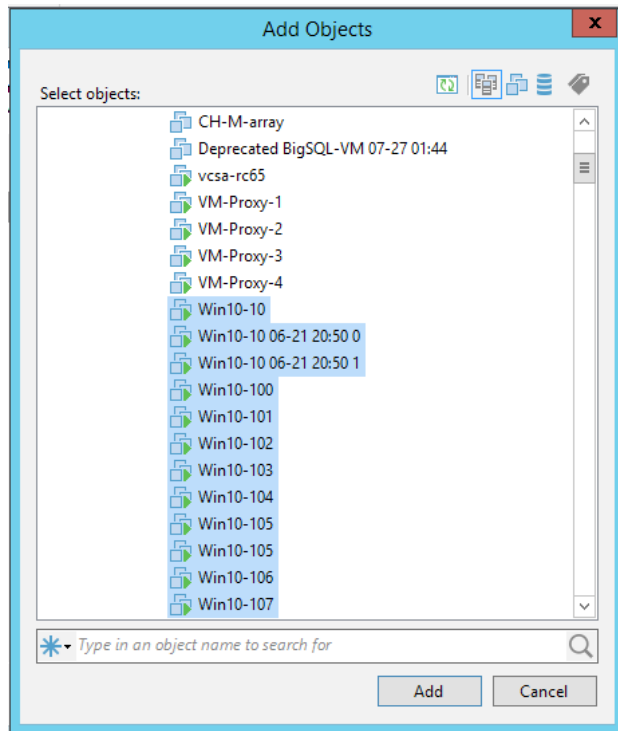 Add Objects
x
Select objects:
CH-M-array
Deprecated BigSQL-VM 07-27 01:44
vcsa-rc65
VM-Proxy-1
VM-Proxy-2
VM-Proxy-3
VM-Proxy-4
Win10-10
Win10-10 06-21 20:50 0
Win10-10 06-21 20:50 1
Win10-100
Win10-101
Win10-102
Win10-103
Win10-104
Win10-105
Win10-105
Win10-106
Win10-107
Type in an object name to search for
Add Cancel